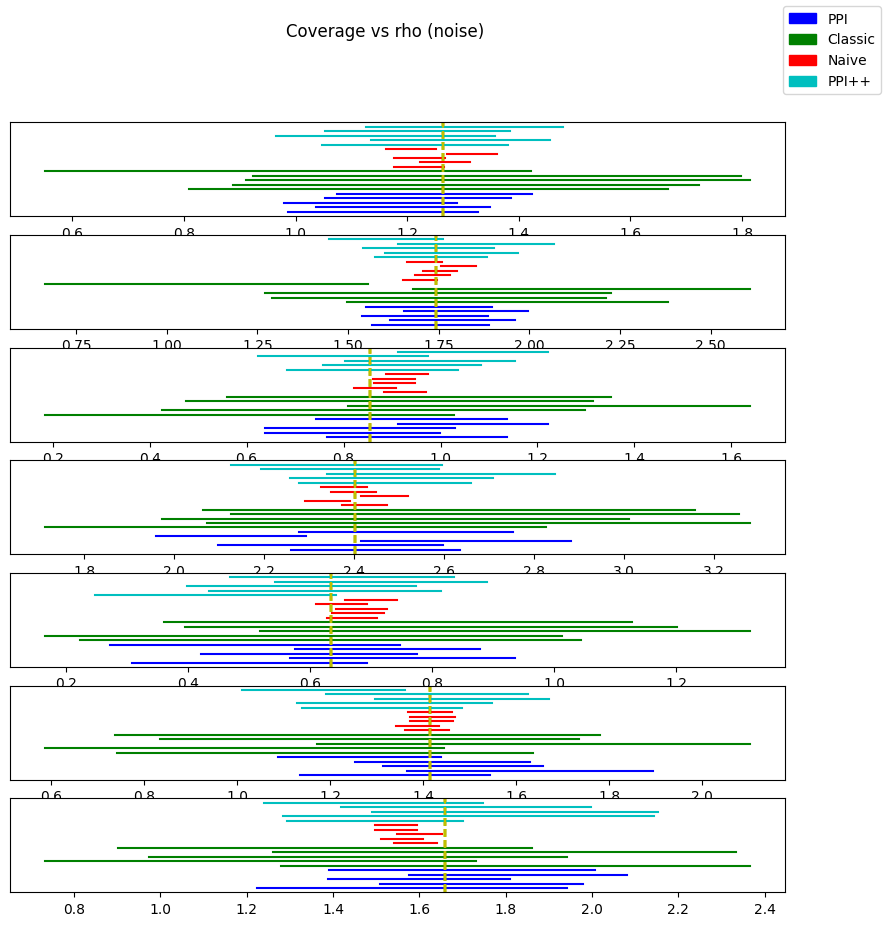 Coverage vs rho (noise)
PPI
Classic
Naive
PPI++
0.6 0.8 1.0 1.2 1.4 1.6 1.8
0.75 1.00 1.25 1.50 1.75 2.00 2.25 2.50
0.2 0.4 0.6 0.8 1.0 1.2 1.4 1.6
1.8 2.0 2.2 2.4 2.6 2.8 3.0 3.2
0.2 0.4 0.6 0.8 1.0 1.2
0.6 0.8 1.0 1.2 1.4 1.6 1.8 2.0
0.8 1.0 1.2 1.4 1.6 1.8 2.0 2.2 2.4